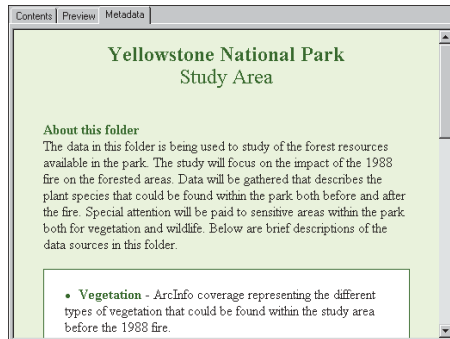 Contents Preview Metadata
Yellowstone National Park
Study Area
About this folder
The data in this folder is being used to study of the forest resources
available in the park. The study will focus on the impact of the 1988
fire on the forested areas. Data will be gathered that describes the
plant species that could be found within the park both before and after
the fire. Special attention will be paid to sensitive areas within the park
both for vegetation and wildlife. Below are brief descriptions of the
data sources in this folder.
• Vegetation - ArcInfo coverage representing the different
types of vegetation that could be found within the study area
before the 1988 fire.